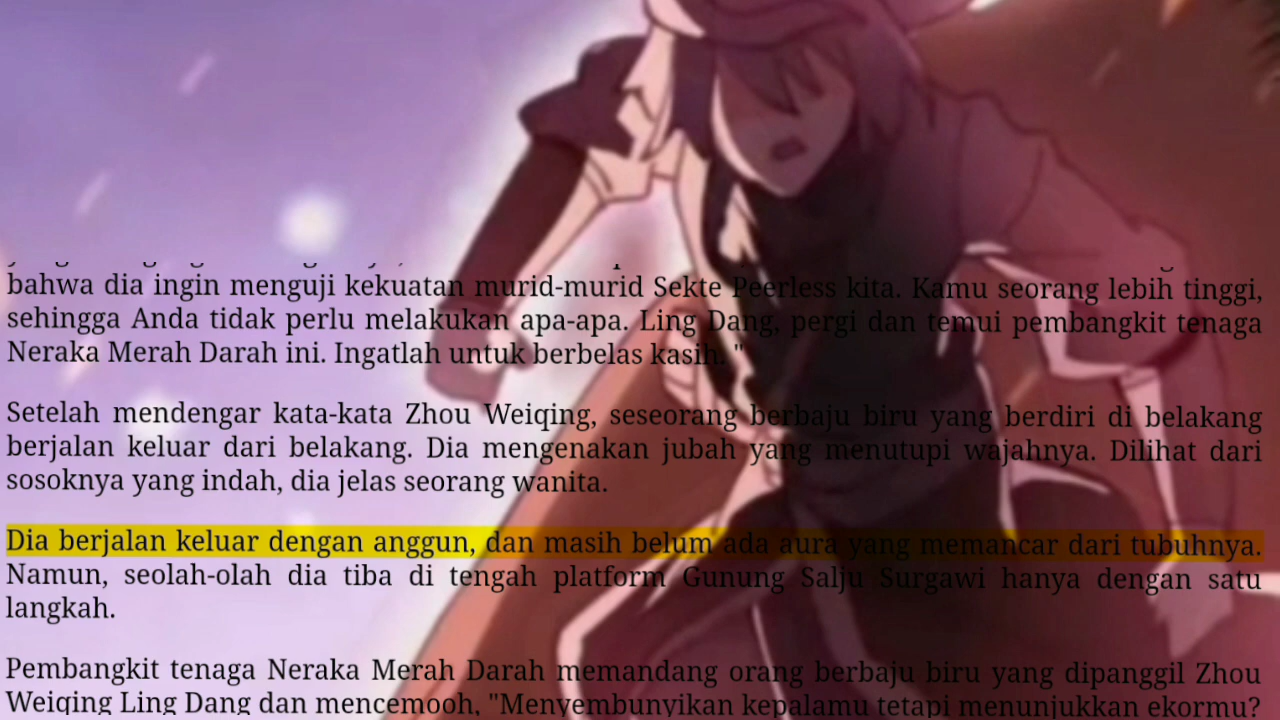 bahwa dia ingin menguji kekuatan murid-murid Sekte Peerless kita. Kamu seorang lebih tinggi,
sehingga Anda tidak perlu melakukan apa-apa. Ling Dang, pergi dan temui pembangkit tenaga
Neraka Merah Darah ini. Ingatlah untuk berbelas kasih. "
Setelah mendengar kata-kata Zhou Weiqing, seseorang berbaju biru yang berdiri di belakang
berjalan keluar dari belakang. Dia mengenakan jubah yang menutupi wajahnya. Dilihat dari
sosoknya yang indah, dia jelas seorang wanita.
Dia berjalan keluar dengan anggun, dan masih belum ada aura yang memancar dari tubuhnya.
Namun, seolah-olah dia tiba di tengah platform Gunung Salju Surgawi hanya dengan satu
langkah.
Pembangkit tenaga Neraka Merah Darah memandang orang berbaju biru yang dipanggil Zhou
Weiqing Ling Dang dan mencemooh, "Menyembunyikan kepalamu tetapi menunjukkan ekormu?